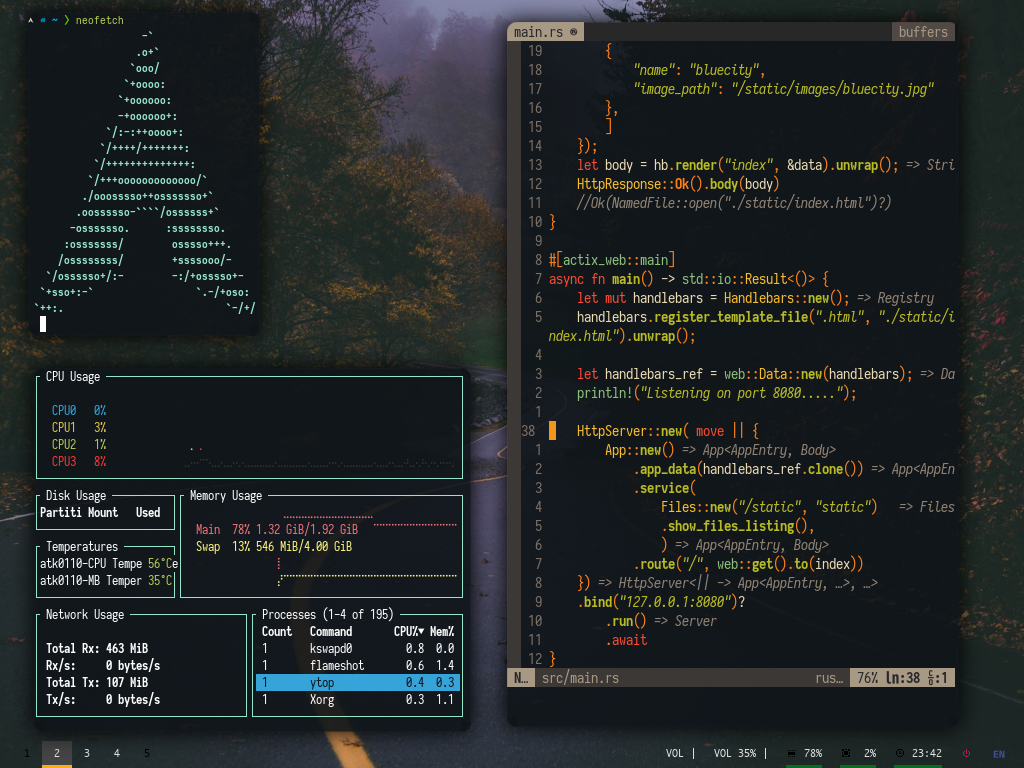 neofetch
-`
.o+`
`ooo/
`+oooo:
`+oooooo:
-+oooooo+:
`/:-:++oooo+:
`/++++/+++++++:
`/++++++++++++++:
`/+++ooooooooooooo/`
./ooosssso++osssssso+`
.oossssso-````/ossssss+`
-osssssso.      :ssssssso.
:osssssss/        osssso+++.
/ossssssss/        +ssssooo/-
`/ossssso+/:-        -:/+osssso+-
`+sso+:-`                 `.-/+oso:
`++:.                           `-/+/
CPU Usage
CPU0 0%
CPU1 3%
CPU2 1%
CPU3 8%
Disk Usage
Partiti Mount Used
Temperatures
atk0110-CPU Tempe 56°Ce
atk0110-MB Temper 35°C
Memory Usage
Main 78% 1.32 GiB/1.92 GiB
Swap 13% 546 MiB/4.00 GiB
Network Usage
Total Rx: 463 MiB
Rx/s: 0 bytes/s
Total Tx: 107 MiB
Tx/s: 0 bytes/s
Processes (1-4 of 195)
Count Command CPU%▼ Mem%
1 kswapd0 0.8 0.0
1 flameshot 0.6 1.4
1 ytop 0.4 0.3
1 Xorg 0.3 1.1
main.rs buffers
19 {
18 "name": "bluecity",
17 "image_path": "/static/images/bluecity.jpg"
16 },
15 ]
14 });
13 let body = hb.render("index", &data).unwrap(); => Stri
12 HttpResponse::Ok().body(body)
11 //Ok(NamedFile::open("./static/index.html")?)
10 }
9
8 #[actix_web::main]
7 async fn main() -> std::io::Result<()> {
6 let mut handlebars = Handlebars::new(); => Registry
5 handlebars.register_template_file(".html", "./static/i
ndex.html").unwrap();
4
3 let handlebars_ref = web::Data::new(handlebars); => Da
2 println!("Listening on port 8080.....");
1
38 HttpServer::new( move || {
1 App::new() => App<AppEntry, Body>
2 .app_data(handlebars_ref.clone()) => App<AppEn
3 .service(
4 Files::new("/static", "static") => Files
5 .show_files_listing(),
6 ) => App<AppEntry, Body>
7 .route("/", web::get().to(index))
8 }) => HttpServer<|| -> App<AppEntry, …>, …>
9 .bind("127.0.0.1:8080")?
10 .run() => Server
11 .await
12 }
N… src/main.rs rus… 76% ln:38 :1
1 2 3 4 5
VOL | VOL 35% | 78% 2% 23:42 EN